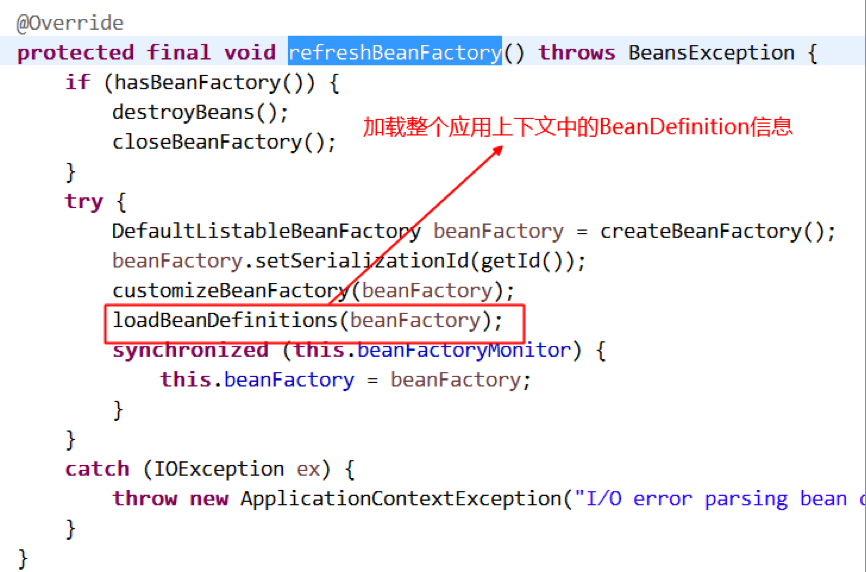 @Override
protected final void refreshBeanFactory() throws BeansException {
if (hasBeanFactory()) {
destroyBeans();
closeBeanFactory();
加载整个应用上下文中的BeanDefinition信息
}
try {
DefaultListableBeanFactory beanFactory = createBeanFactory();
beanFactory.setSerializationId(getId());
customizeBeanFactory(beanFactory);
loadBeanDefinitions(beanFactory);
synchronized (this.beanFactoryMonitor) {
this.beanFactory = beanFactory;
}
}
catch (IOException ex) {
throw new ApplicationContextException("I/O error parsing bean
}
}